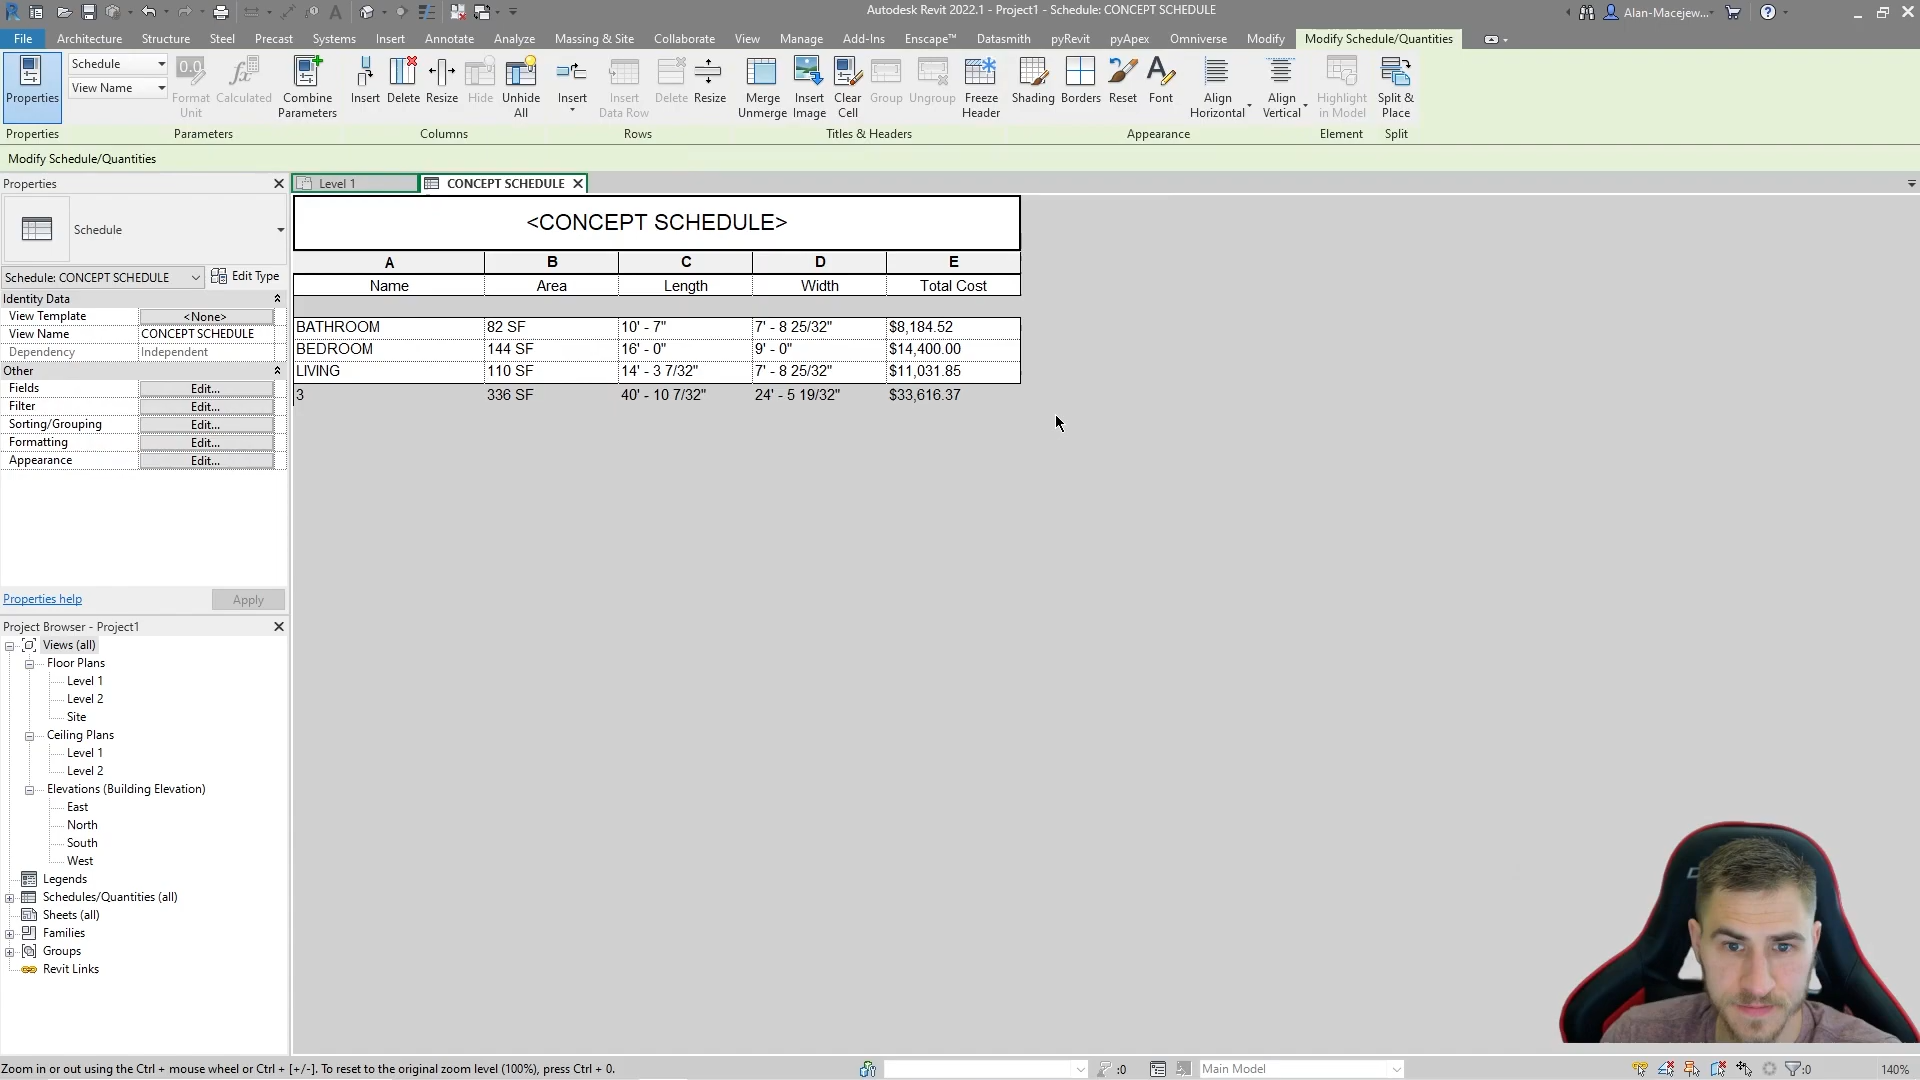 Autodesk Revit 2022.1 - Project1 - Schedule: CONCEPT SCHEDULE
Alan-Macejew...
File Architecture Structure Steel Precast Systems Insert Annotate Analyze Massing & Site Collaborate View Manage Add-Ins Enscape™ Datasmith pyRevit pyApex Omniverse Modify Modify Schedule/Quantities
Schedule
View Name
Properties
Format Unit
Calculated
Combine Parameters
Insert
Delete
Resize
Hide
Unhide All
Insert
Insert Data Row
Delete
Resize
Merge Unmerge
Insert Image
Clear Cell
Group
Ungroup
Freeze Header
Shading
Borders
Reset
Font
Align Horizontal
Align Vertical
Highlight in Model
Split & Place
Properties Parameters Columns Rows Titles & Headers Appearance Element Split
Modify Schedule/Quantities
Properties
Schedule
Schedule: CONCEPT SCHEDULE Edit Type
Identity Data
View Template <None>
View Name CONCEPT SCHEDULE
Dependency Independent
Other
Fields Edit...
Filter Edit...
Sorting/Grouping Edit...
Formatting Edit...
Appearance Edit...
Properties help Apply
Project Browser - Project1
Views (all)
Floor Plans
Level 1
Level 2
Site
Ceiling Plans
Level 1
Level 2
Elevations (Building Elevation)
East
North
South
West
Legends
Schedules/Quantities (all)
Sheets (all)
Families
Groups
Revit Links
Level 1 CONCEPT SCHEDULE
<CONCEPT SCHEDULE>
A B C D E
Name Area Length Width Total Cost
BATHROOM 82 SF 10' - 7" 7' - 8 25/32" $8,184.52
BEDROOM 144 SF 16' - 0" 9' - 0" $14,400.00
LIVING 110 SF 14' - 3 7/32" 7' - 8 25/32" $11,031.85
3 336 SF 40' - 10 7/32" 24' - 5 19/32" $33,616.37
Zoom in or out using the Ctrl + mouse wheel or Ctrl + [+/-]. To reset to the original zoom level (100%), press Ctrl + 0.
:0
Main Model
:0
140%